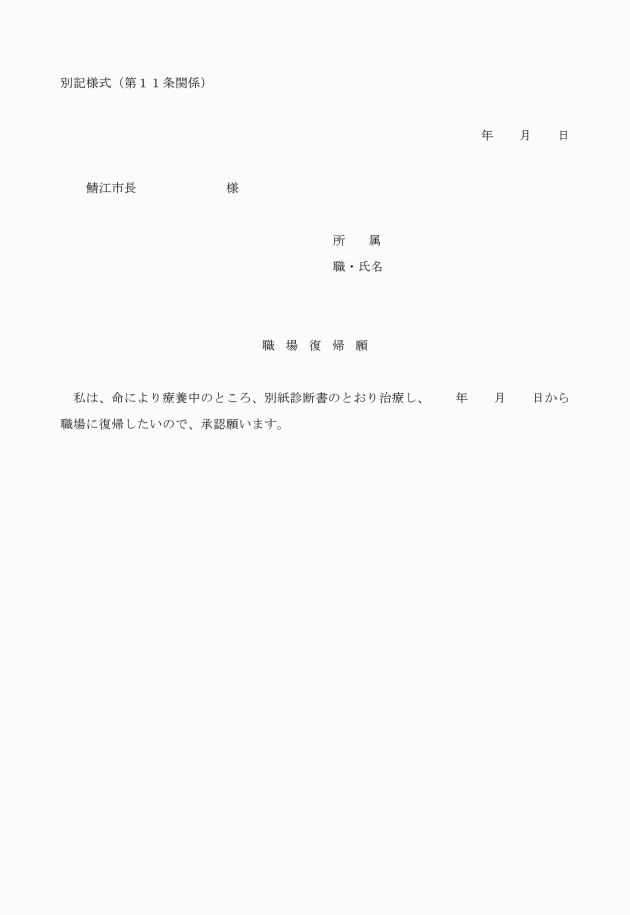 別記様式（第１１条関係）
年　　月　　日
鯖江市長　　　　　　　様
所　　属
職・氏名
職　場　復　帰　願
私は、命により療養中のところ、別紙診断書のとおり治療し、　　年　　月　　日から
職場に復帰したいので、承認願います。